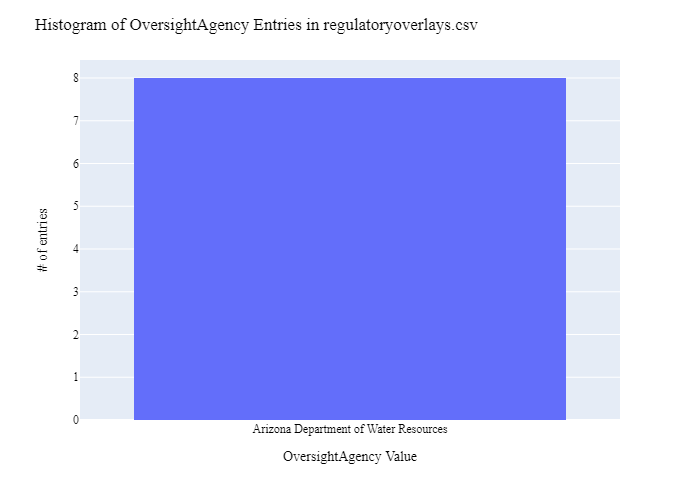 Histogram of OversightAgency Entries in regulatoryoverlays.csv
8
7
6
5
4
3
2
1
0
# of entries
Arizona Department of Water Resources
OversightAgency Value